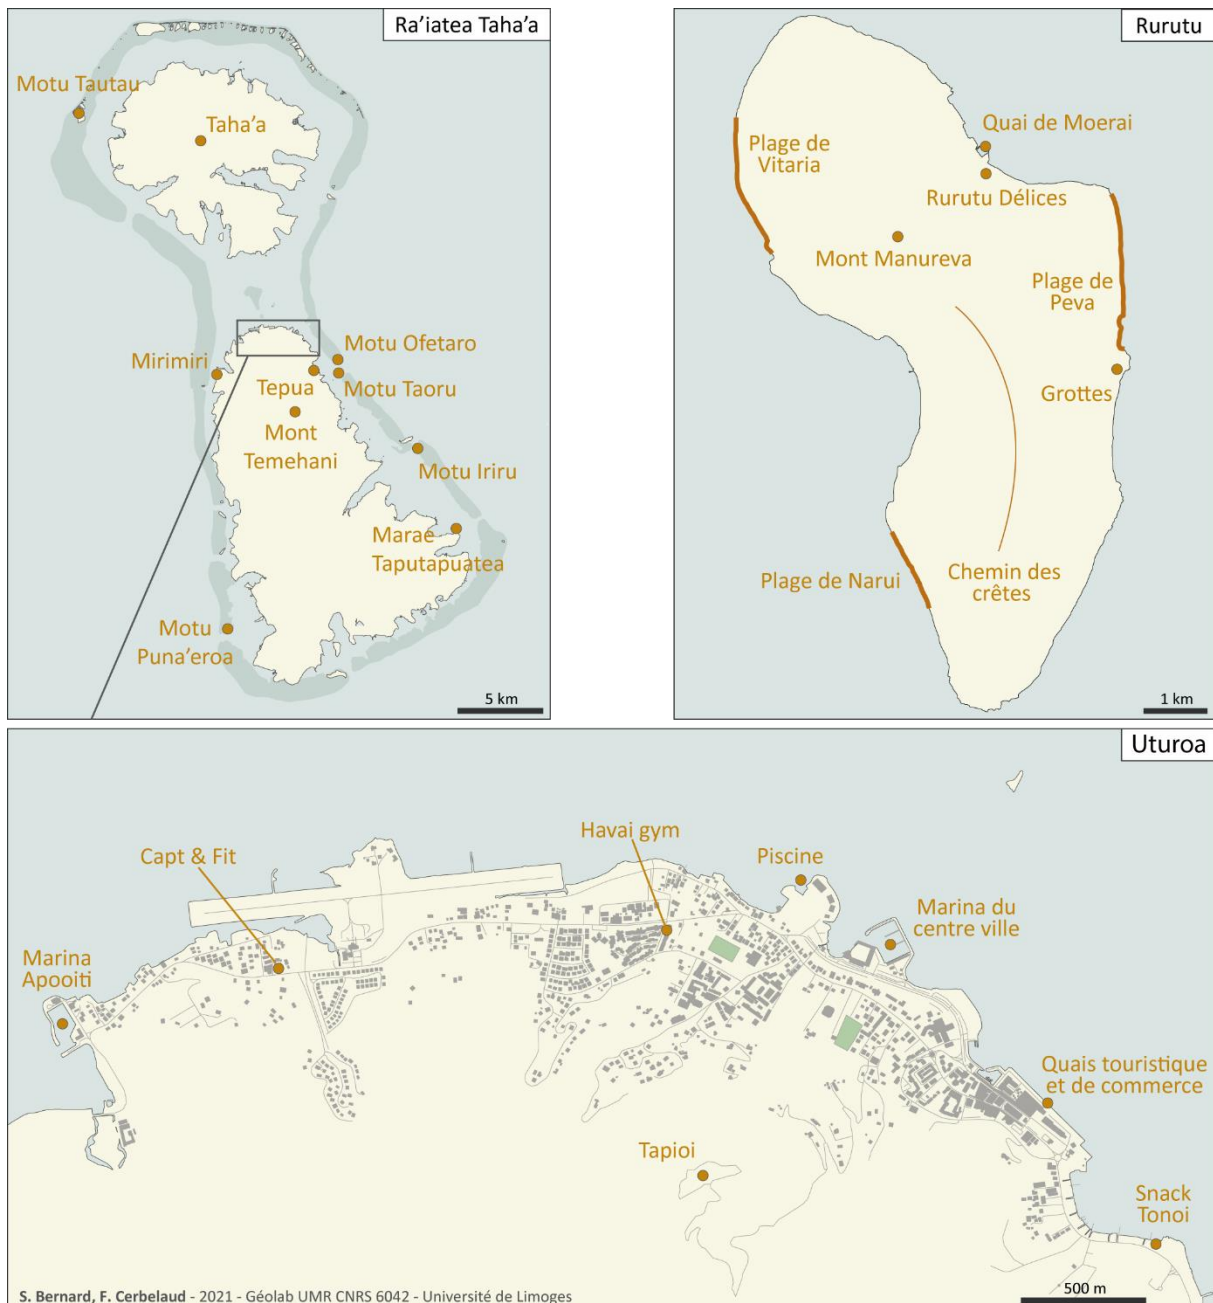 Ra'iatea Taha'a
Motu Tautau
Taha'a
Mirimiri
Motu Ofetaro
Tepua
Motu Taoru
Mont
Temehani
Motu Iriru
Marae
Taputapuatea
Motu
Puna'eroa
5 km
Rurutu
Quai de Moerai
Plage de
Vitaria
Rurutu Délices
Mont Manureva
Plage de
Peva
Grottes
Plage de Narui
Chemin des
crêtes
1 km
Uturoa
Capt & Fit
Havai gym
Piscine
Marina du
centre ville
Marina
Apooiti
Quais touristique
et de commerce
Tapioi
Snack
Tonoi
500 m
S. Bernard, F. Cerbelaud - 2021 - Géolab UMR CNRS 6042 - Université de Limoges